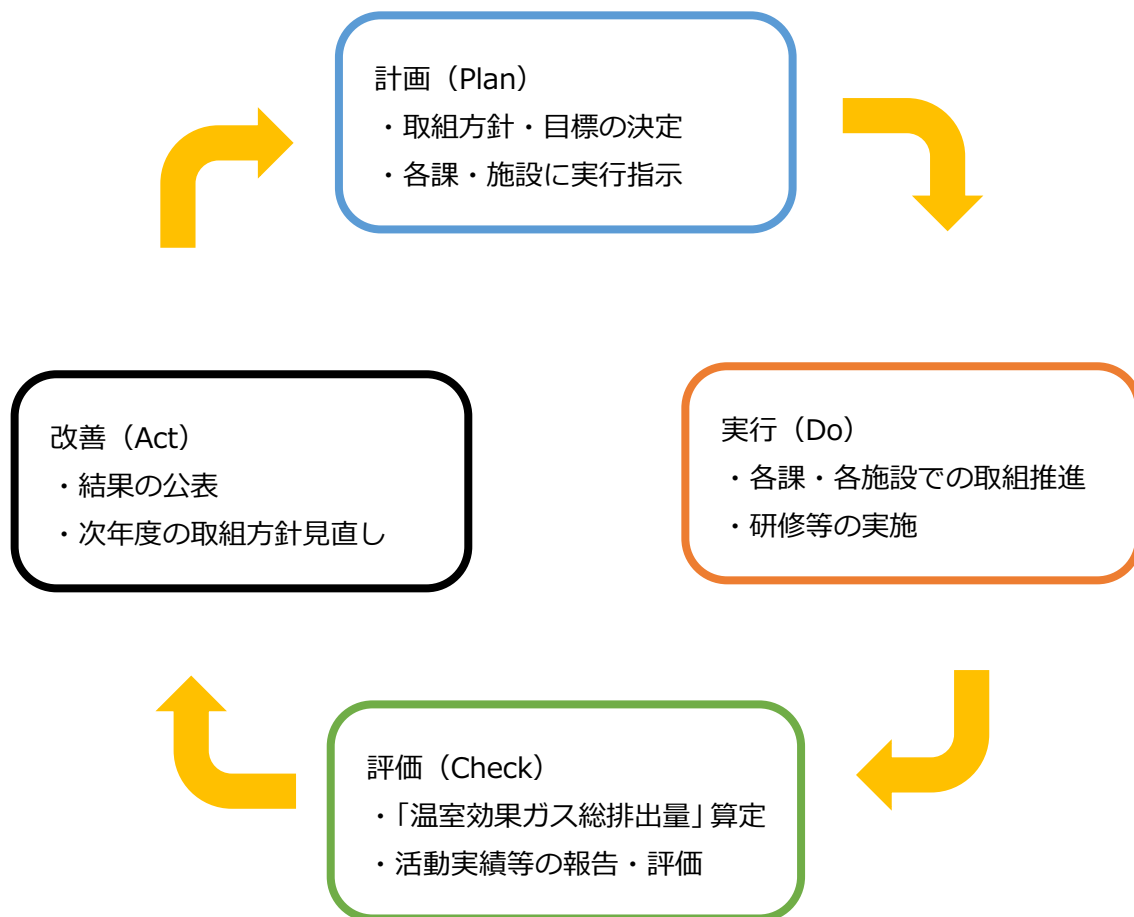 計画（Plan）
・取組方針・目標の決定
・各課・施設に実行指示
実行（Do）
・各課・各施設での取組推進
・研修等の実施
評価（Check）
・「温室効果ガス総排出量」算定
・活動実績等の報告・評価
改善（Act）
・結果の公表
・次年度の取組方針見直し